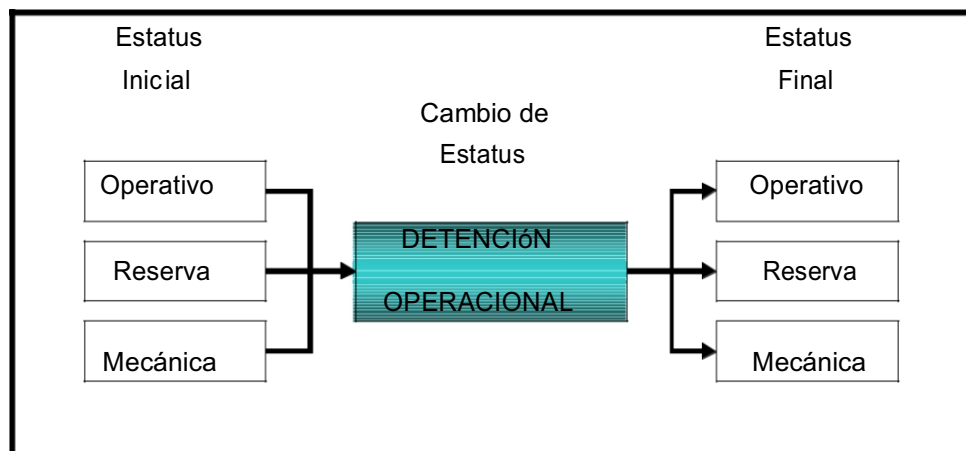 Estatus
Inicial
Estatus
Final
Cambio de
Estatus
Operativo
Reserva
Mecánica
DETENCIóN
OPERACIONAL
Operativo
Reserva
Mecánica